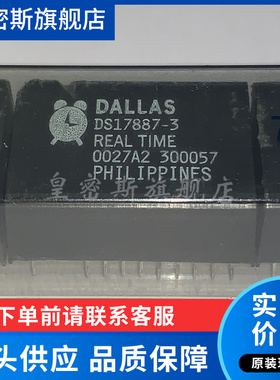 密斯旗舰店
DALLAS
DS17887-3
REAL TIME
0027A2 300057
PHILIPPINES
皇密斯旗舰店
下单前请联系客
头供应 品质保障
实
价
原装